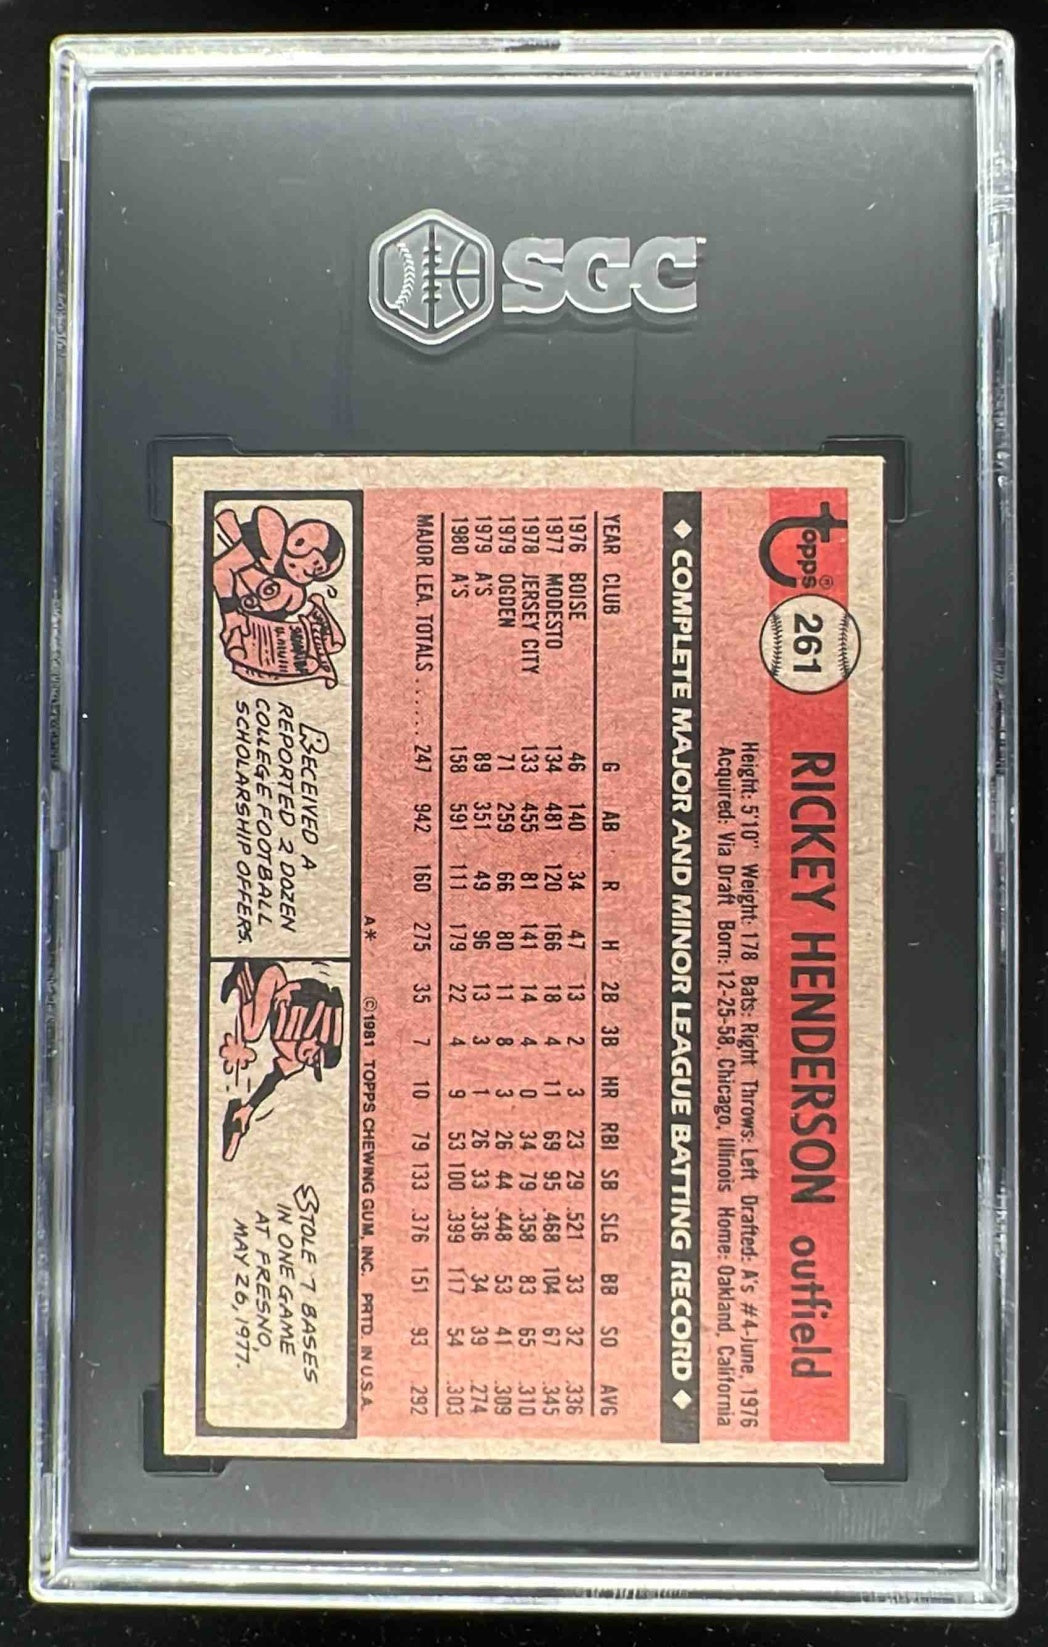 SGC
topps® 261 RICKEY HENDERSON outfield
Height: 5'10" Weight: 178 Bats: Right Throws: Left Drafted: A's #4-June, 1976
Acquired: Via Draft Born: 12-25-58, Chicago, Illinois Home: Oakland, California
◆ COMPLETE MAJOR AND MINOR LEAGUE BATTING RECORD ◆
YEAR CLUB G AB R H 2B 3B HR RBI SB SLG BB SO AVG
1976 BOISE 46 140 34 47 13 2 3 23 29 .521 33 32 .336
1977 MODESTO 134 481 120 166 18 4 11 69 95 .468 104 67 .345
1978 JERSEY CITY 133 455 81 141 14 4 0 34 79 .358 83 65 .310
1979 OGDEN 71 259 66 80 11 8 3 26 44 .448 53 41 .309
1979 A'S 89 351 49 96 13 3 1 26 33 .336 34 39 .274
1980 A'S 158 591 111 179 22 4 9 53 100 .399 117 54 .303
MAJOR LEA. TOTALS ...... 247 942 160 275 35 7 10 79 133 .376 151 93 .292
A* ©1981 TOPPS CHEWING GUM, INC. PRTD. IN U.S.A.
RECEIVED A
REPORTED 2 DOZEN
COLLEGE FOOTBALL
SCHOLARSHIP OFFERS.
STOLE 7 BASES
IN ONE GAME
AT FRESNO,
MAY 26, 1977.